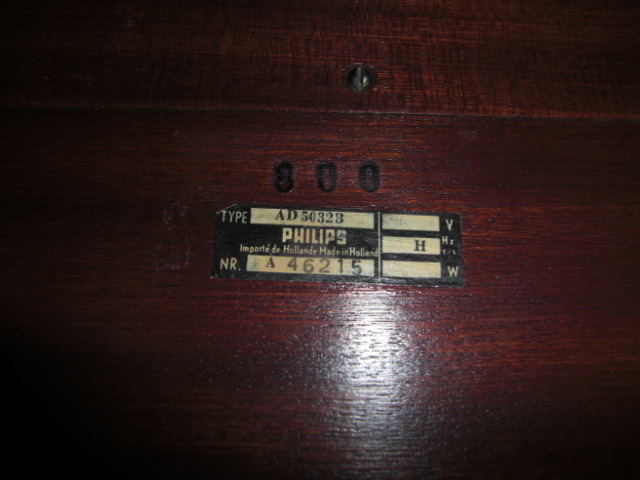 800
TYPE AD 5032B V
PHILIPS H Hz c/s
Importé de Hollande Made in Holland
NR. A 46215 W